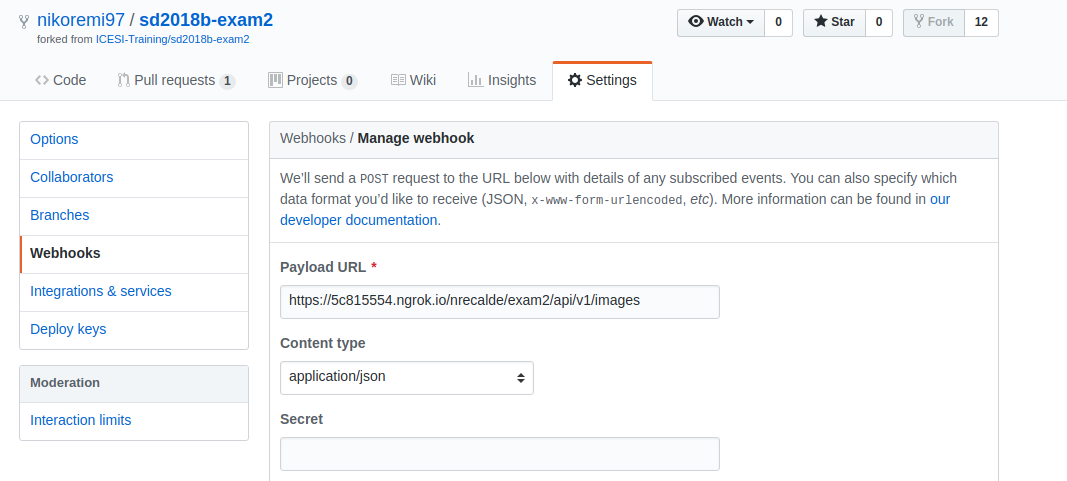 nikoremi97 / sd2018b-exam2
forked from ICESI-Training/sd2018b-exam2
Watch 0 Star 0 Fork 12
Code Pull requests 1 Projects 0 Wiki Insights Settings
Options
Collaborators
Branches
Webhooks
Integrations & services
Deploy keys
Moderation
Interaction limits
Webhooks / Manage webhook
We’ll send a POST request to the URL below with details of any subscribed events. You can also specify which
data format you’d like to receive (JSON, x-www-form-urlencoded, etc). More information can be found in our
developer documentation.
Payload URL *
https://5c815554.ngrok.io/nrecalde/exam2/api/v1/images
Content type
application/json
Secret